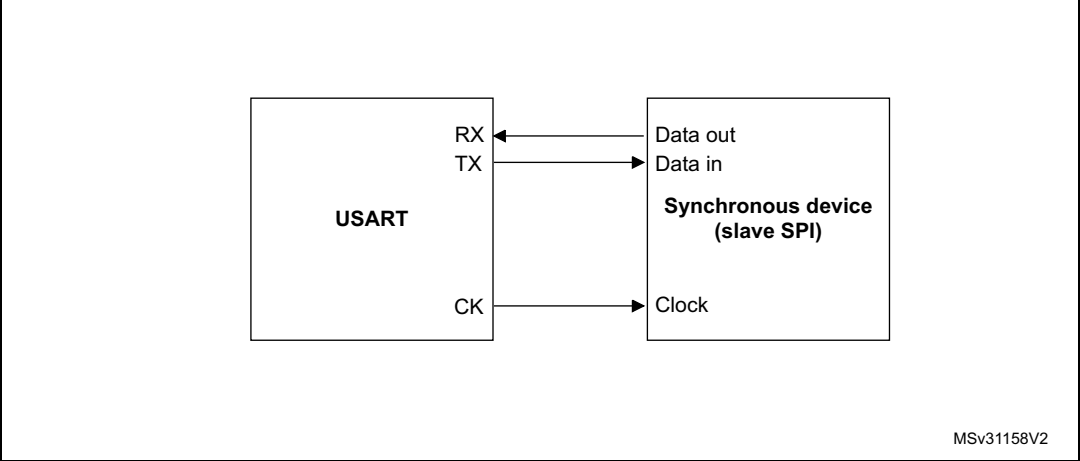 RX
Data out
TX
Data in
USART
Synchronous device
(slave SPI)
CK
Clock
MSv31158V2